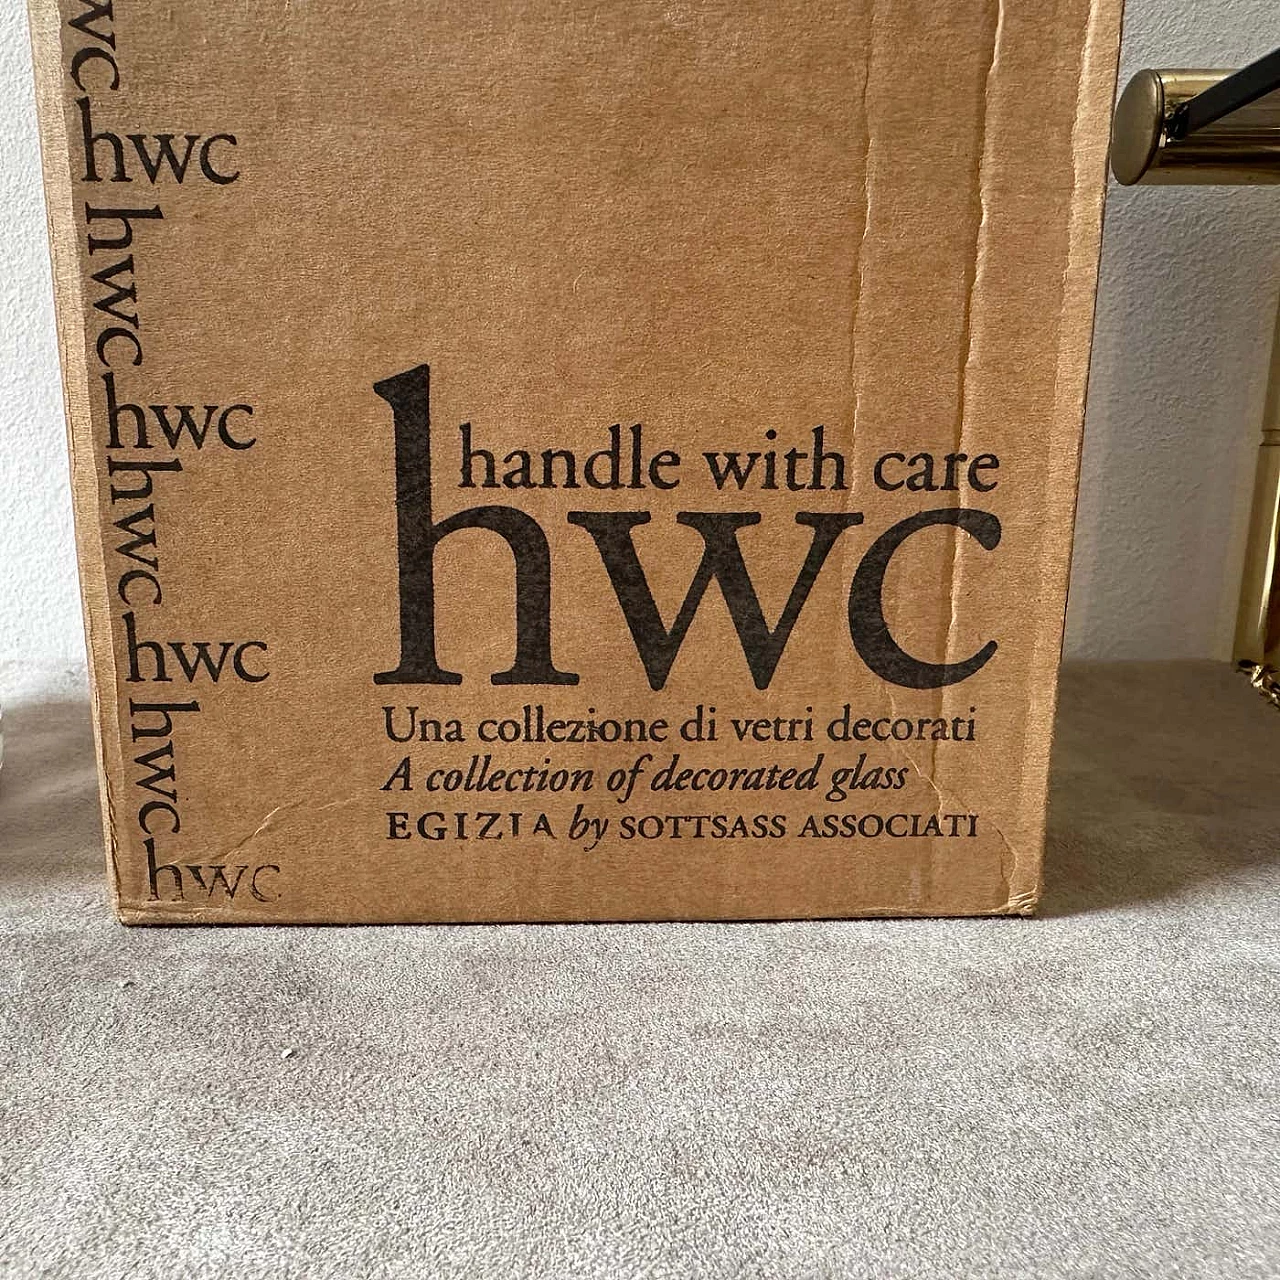 wc
hwc
hwc
hwc
hwc
hwc
hwc
hwc
handle with care
hwc
Una collezione di vetri decorati
A collection of decorated glass
EGIZIA by SOTTSASS ASSOCIATI